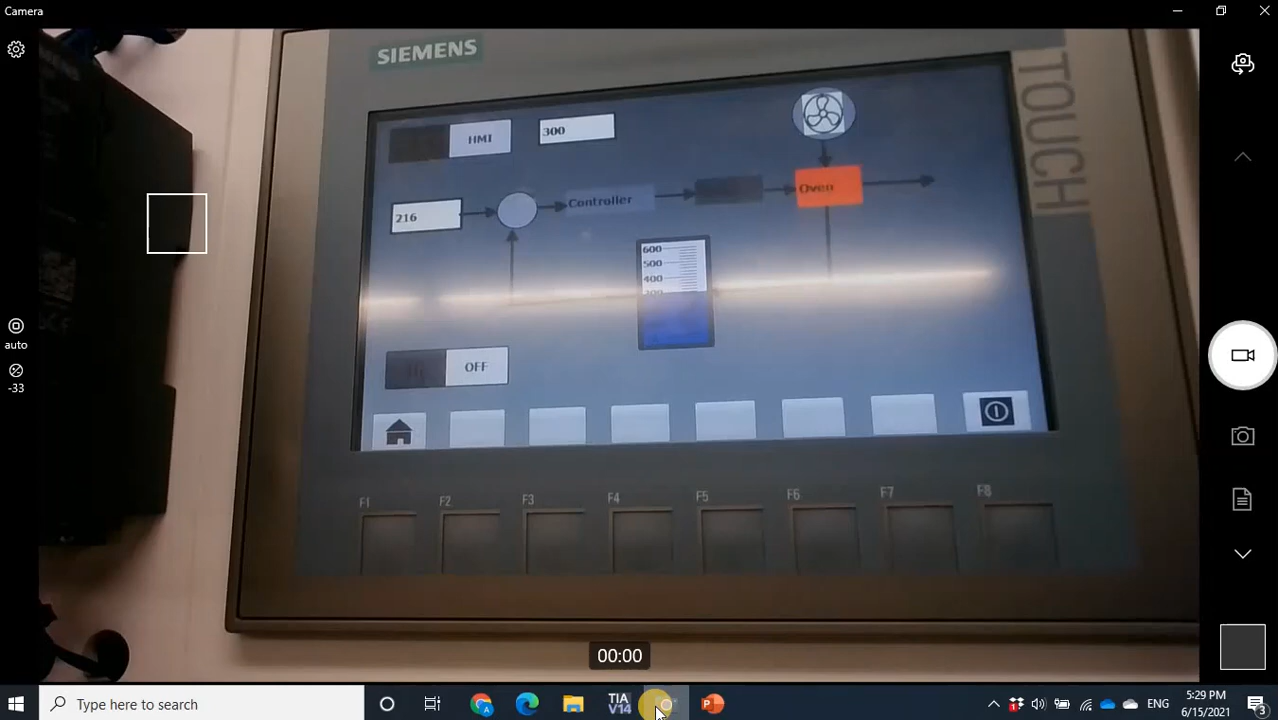 Camera
SIEMENS
TOUCH
HMI
300
216
Controller
Oven
600
500
400
OFF
auto
-33
F1
F2
F3
F4
F5
F6
F7
F8
00:00
Type here to search
TIA
V14
ENG
5:29 PM
6/15/2021
3